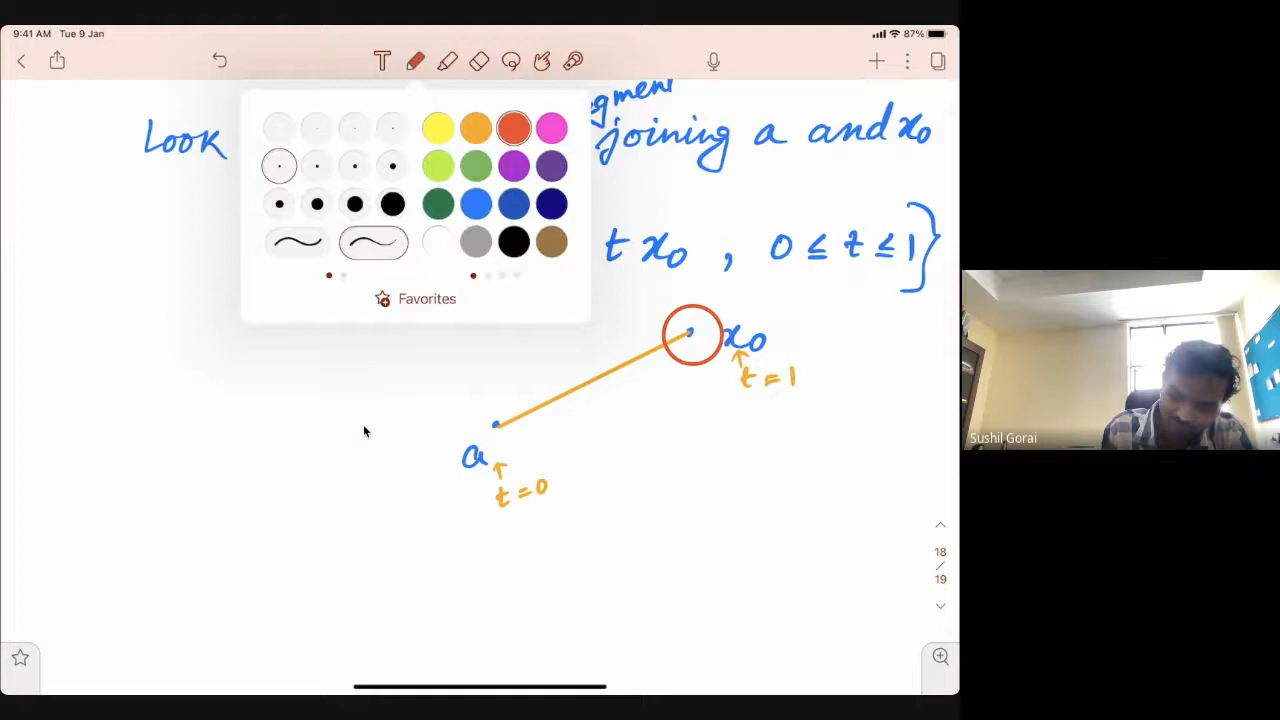 9:41 AM Tue 9 Jan
87%
T
egment
Look
joining a and x₀
t x₀ , 0 ≤ t ≤ 1}
Favorites
x₀
t = 1
a
t = 0
Sushil Gorai
18
/
19